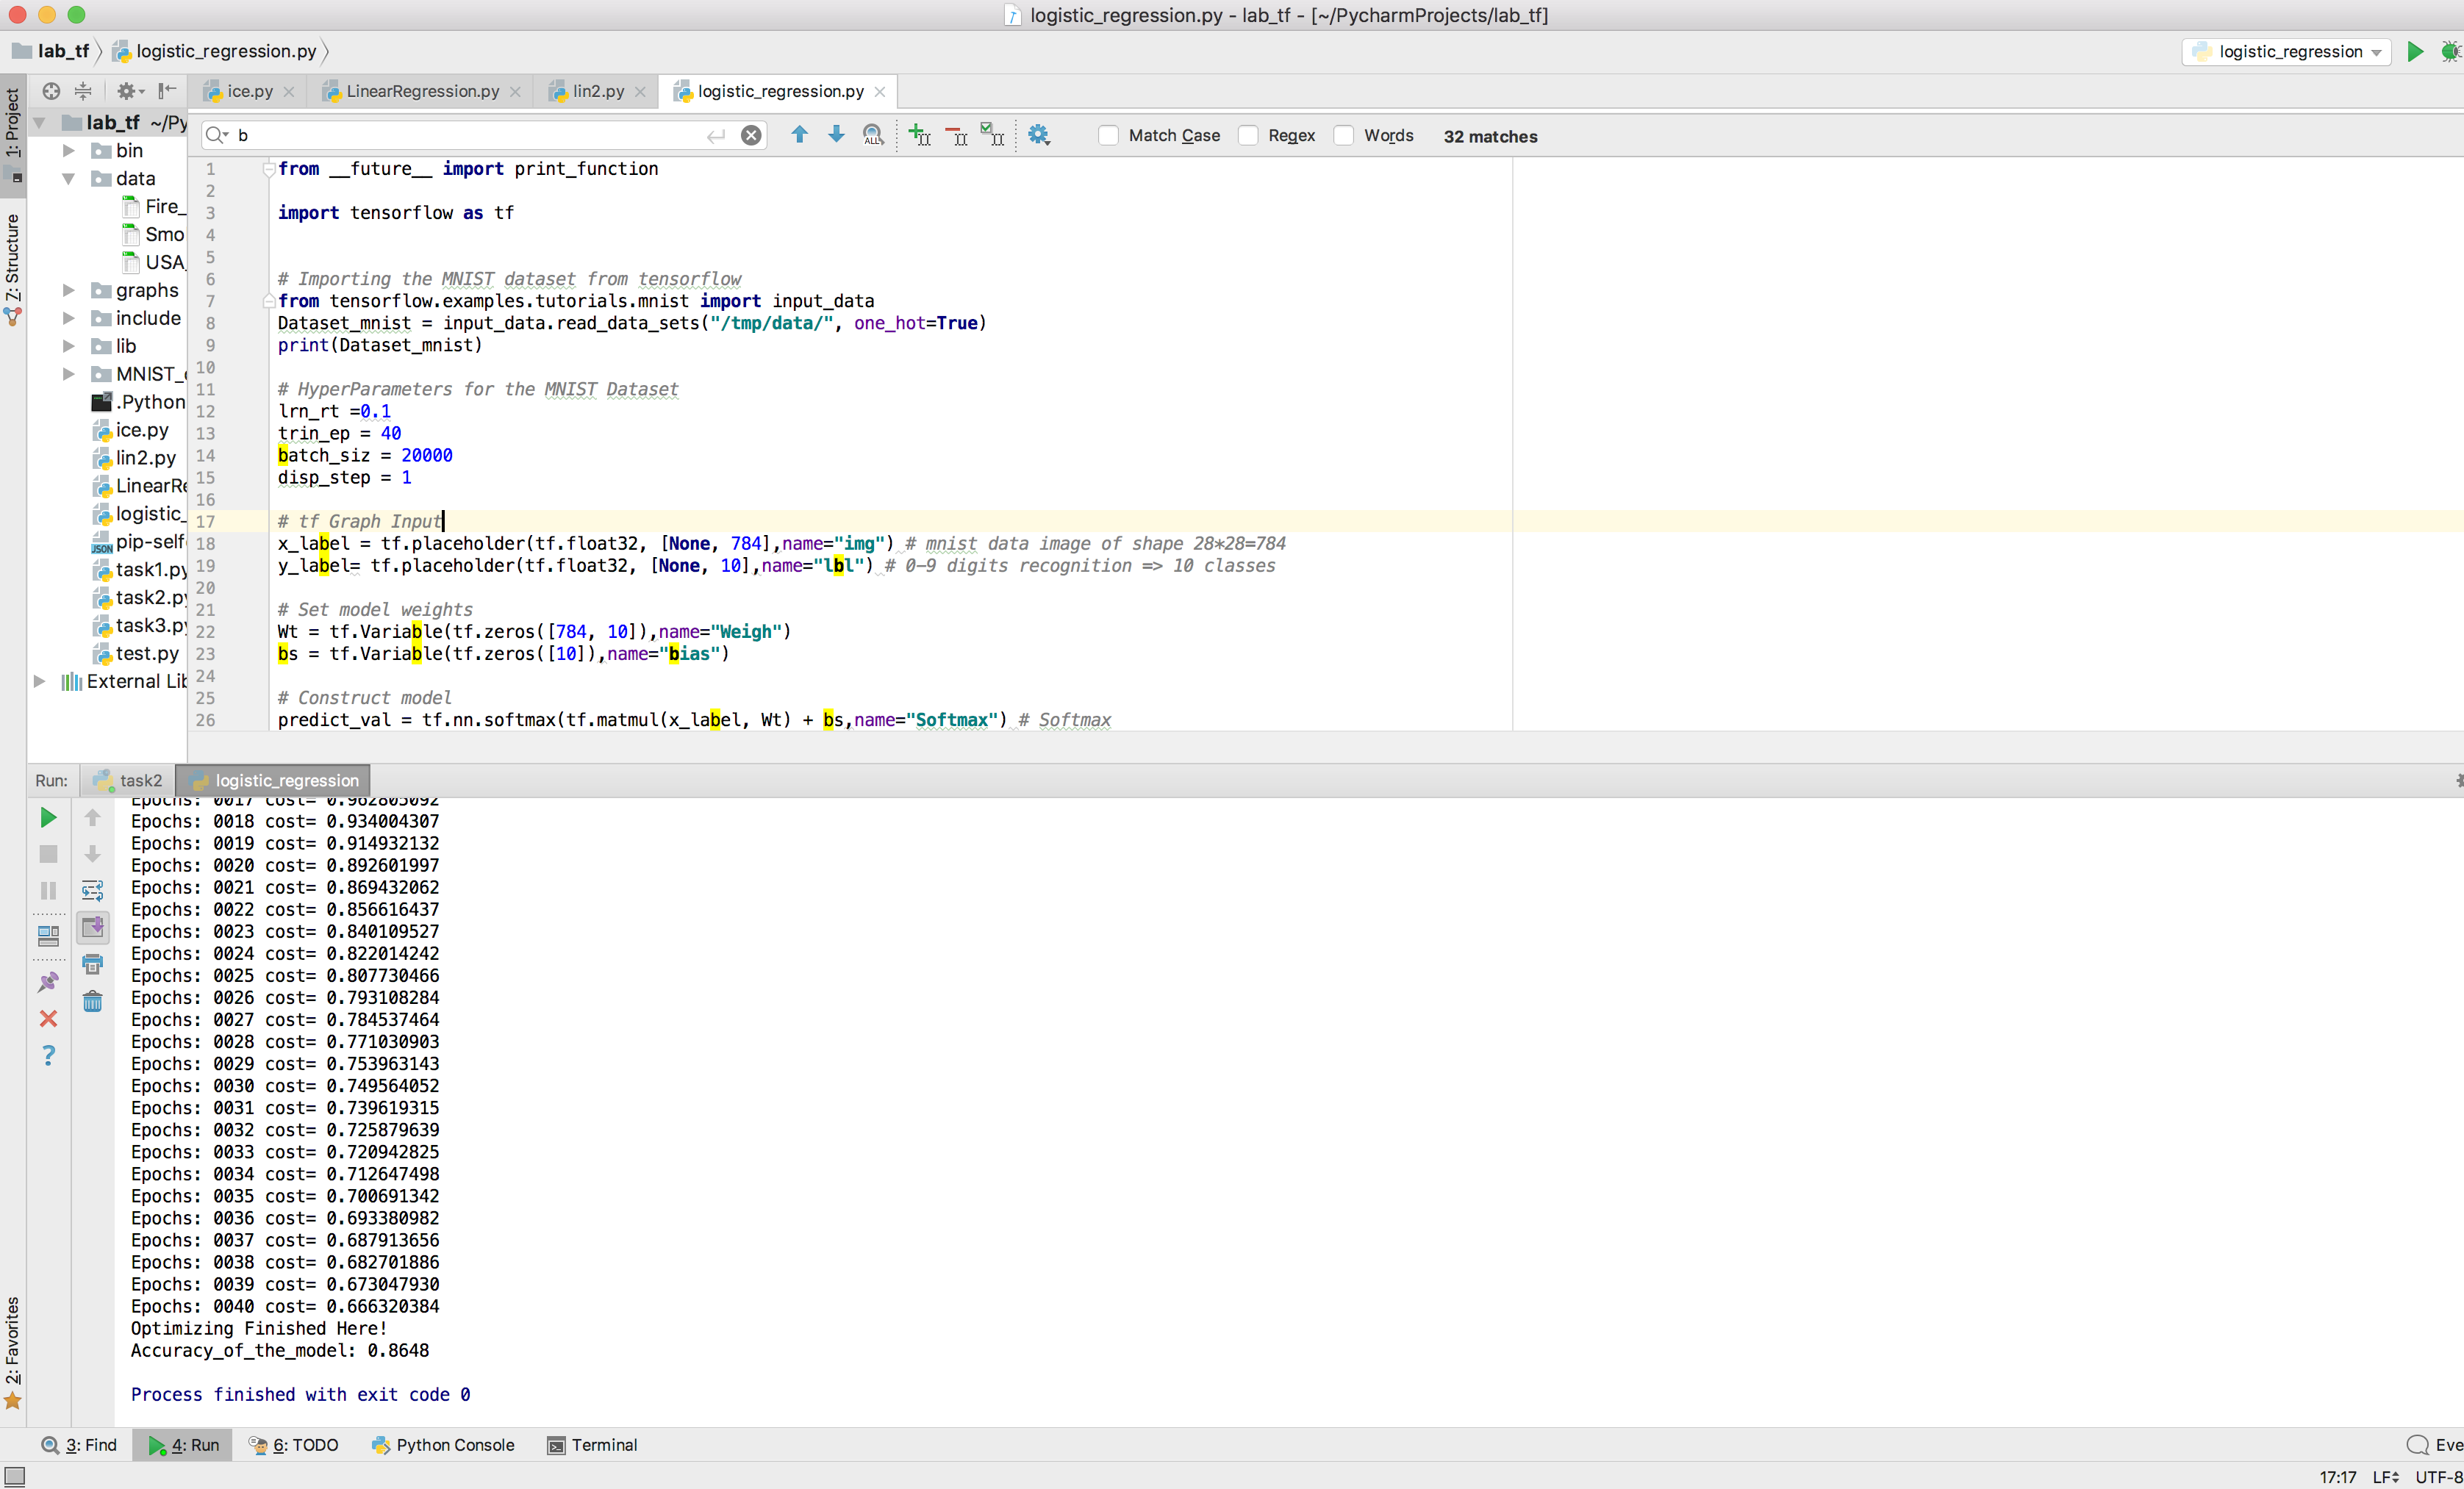 logistic_regression.py - lab_tf - [~/PycharmProjects/lab_tf]
lab_tf logistic_regression.py logistic_regression
ice.py LinearRegression.py lin2.py logistic_regression.py
1: Project
7: Structure
2: Favorites
lab_tf ~/Py
bin
data
Fire_
Smo
USA_
graphs
include
lib
MNIST_
.Python
ice.py
lin2.py
LinearRe
logistic_
pip-self
task1.py
task2.py
task3.py
test.py
External Lib
b Match Case Regex Words 32 matches
1 from __future__ import print_function
2
3 import tensorflow as tf
4
5
6 # Importing the MNIST dataset from tensorflow
7 from tensorflow.examples.tutorials.mnist import input_data
8 Dataset_mnist = input_data.read_data_sets("/tmp/data/", one_hot=True)
9 print(Dataset_mnist)
10
11 # HyperParameters for the MNIST Dataset
12 lrn_rt =0.1
13 trin_ep = 40
14 batch_siz = 20000
15 disp_step = 1
16
17 # tf Graph Input
18 x_label = tf.placeholder(tf.float32, [None, 784],name="img") # mnist data image of shape 28*28=784
19 y_label= tf.placeholder(tf.float32, [None, 10],name="lbl") # 0-9 digits recognition => 10 classes
20
21 # Set model weights
22 Wt = tf.Variable(tf.zeros([784, 10]),name="Weigh")
23 bs = tf.Variable(tf.zeros([10]),name="bias")
24
25 # Construct model
26 predict_val = tf.nn.softmax(tf.matmul(x_label, Wt) + bs,name="Softmax") # Softmax
Run: task2 logistic_regression
Epochs: 0017 cost= 0.962805092
Epochs: 0018 cost= 0.934004307
Epochs: 0019 cost= 0.914932132
Epochs: 0020 cost= 0.892601997
Epochs: 0021 cost= 0.869432062
Epochs: 0022 cost= 0.856616437
Epochs: 0023 cost= 0.840109527
Epochs: 0024 cost= 0.822014242
Epochs: 0025 cost= 0.807730466
Epochs: 0026 cost= 0.793108284
Epochs: 0027 cost= 0.784537464
Epochs: 0028 cost= 0.771030903
Epochs: 0029 cost= 0.753963143
Epochs: 0030 cost= 0.749564052
Epochs: 0031 cost= 0.739619315
Epochs: 0032 cost= 0.725879639
Epochs: 0033 cost= 0.720942825
Epochs: 0034 cost= 0.712647498
Epochs: 0035 cost= 0.700691342
Epochs: 0036 cost= 0.693380982
Epochs: 0037 cost= 0.687913656
Epochs: 0038 cost= 0.682701886
Epochs: 0039 cost= 0.673047930
Epochs: 0040 cost= 0.666320384
Optimizing Finished Here!
Accuracy_of_the_model: 0.8648
Process finished with exit code 0
3: Find 4: Run 6: TODO Python Console Terminal Eve
17:17 LF UTF-8